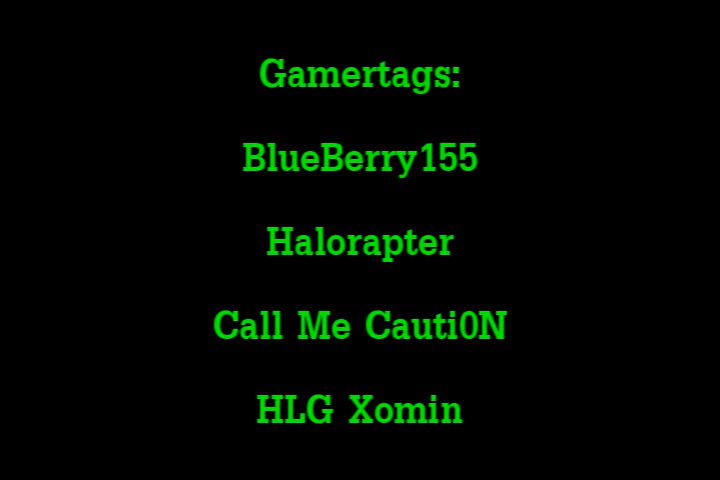 Gamertags:
BlueBerry155
Halorapter
Call Me Cauti0N
HLG Xomin